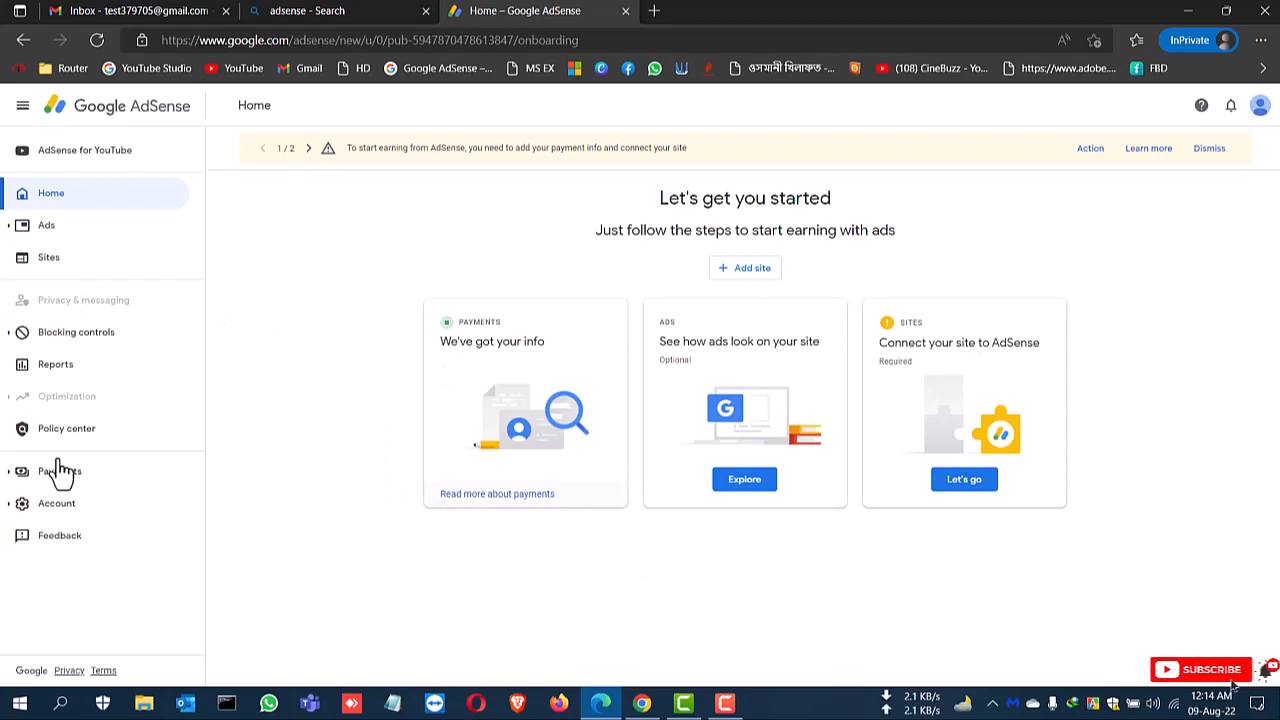 Inbox - test379705@gmail.com
adsense - Search
Home – Google AdSense
https://www.google.com/adsense/new/u/0/pub-5947870478613847/onboarding
InPrivate
Router
YouTube Studio
YouTube
Gmail
HD
Google AdSense –...
MS EX
ওসমানী খিলাফত -...
(108) CineBuzz - Yo...
https://www.adobe....
FBD
Google AdSense
Home
AdSense for YouTube
1 / 2
To start earning from AdSense, you need to add your payment info and connect your site
Action
Learn more
Dismiss
Home
Ads
Sites
Privacy & messaging
Blocking controls
Reports
Optimization
Policy center
Account
Feedback
Let's get you started
Just follow the steps to start earning with ads
+ Add site
PAYMENTS
We've got your info
Read more about payments
ADS
See how ads look on your site
Optional
G
Explore
! SITES
Connect your site to AdSense
Required
Let's go
Google Privacy Terms
SUBSCRIBE
2.1 KB/s
2.1 KB/s
12:14 AM
09-Aug-22